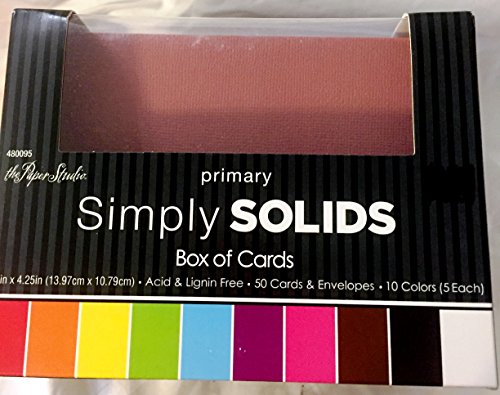 480095
the Paper Studio
primary
Simply SOLIDS
Box of Cards
in x 4.25in (13.97cm x 10.79cm) • Acid & Lignin Free • 50 Cards & Envelopes • 10 Colors (5 Each)